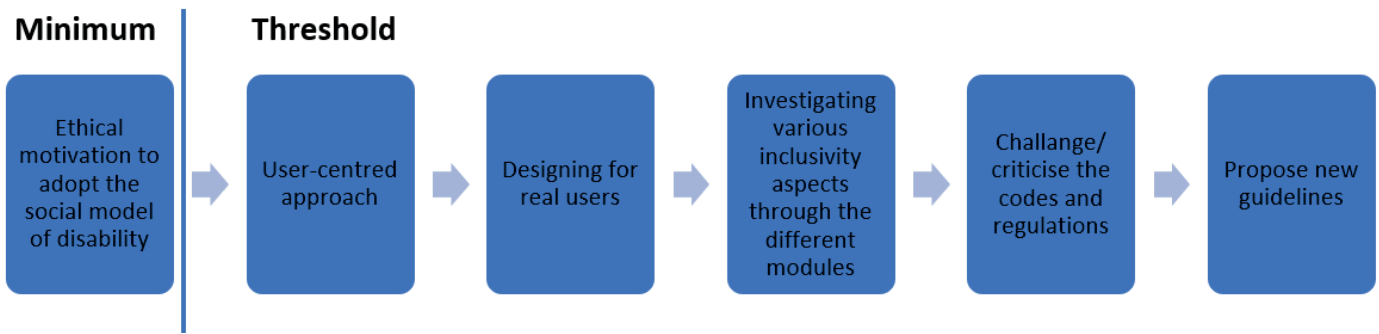 Minimum
Threshold
Ethical
motivation to
adopt the
social model
of disability
User-centred
approach
Designing for
real users
Investigating
various
inclusivity
aspects
through the
different
modules
Challange/
criticise the
codes and
regulations
Propose new
guidelines